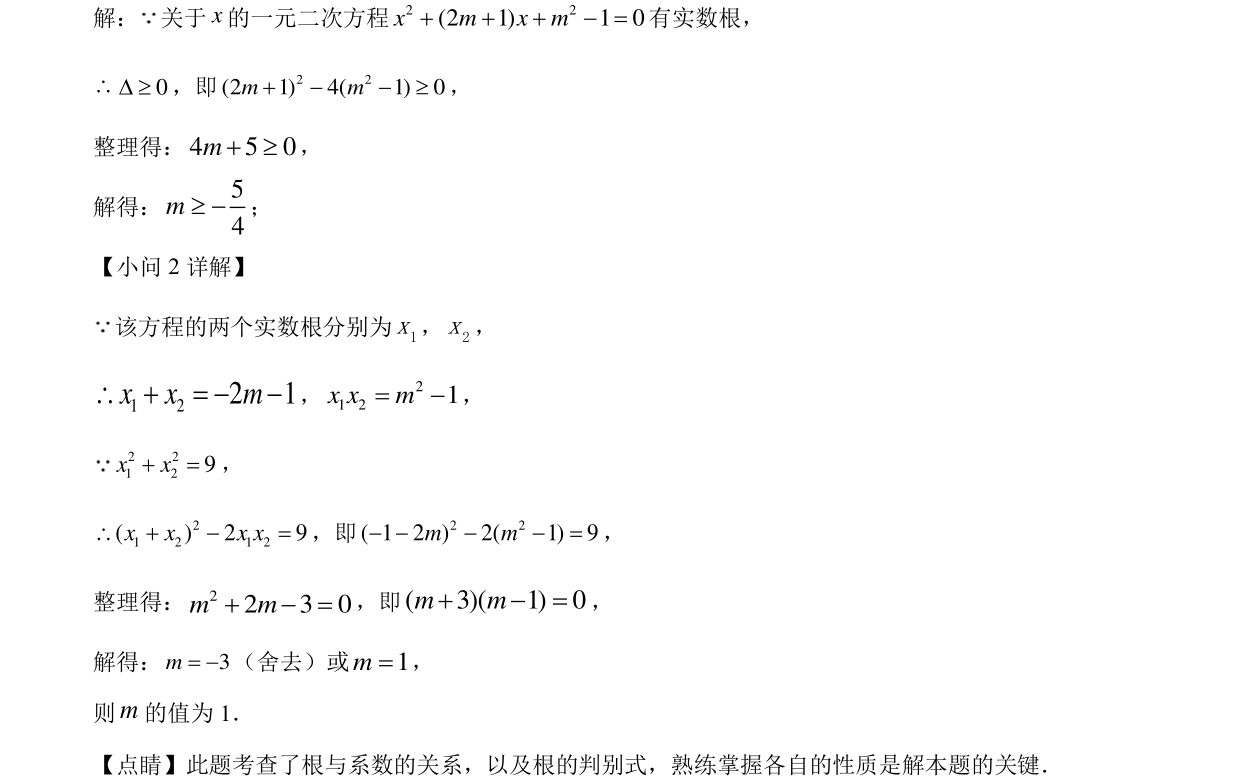 解：∵关于 x 的一元二次方程 x² + (2m + 1)x + m² − 1 = 0 有实数根，
∴ Δ ≥ 0，即 (2m + 1)² − 4(m² − 1) ≥ 0，
整理得：4m + 5 ≥ 0，
解得：m ≥ −5/4；
【小问 2 详解】
∵该方程的两个实数根分别为 x₁，x₂，
∴ x₁ + x₂ = −2m − 1，x₁x₂ = m² − 1，
∵ x₁² + x₂² = 9，
∴ (x₁ + x₂)² − 2x₁x₂ = 9，即 (−1 − 2m)² − 2(m² − 1) = 9，
整理得：m² + 2m − 3 = 0，即 (m + 3)(m − 1) = 0，
解得：m = −3（舍去）或 m = 1，
则 m 的值为 1．
【点睛】此题考查了根与系数的关系，以及根的判别式，熟练掌握各自的性质是解本题的关键．